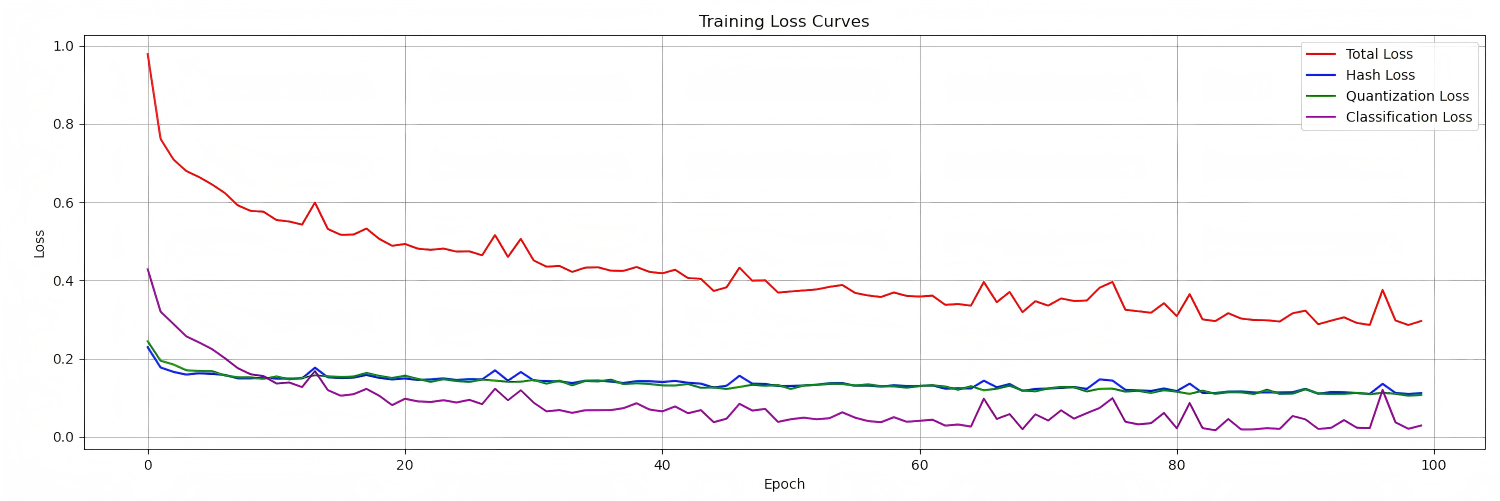 Training Loss Curves
Total Loss
Hash Loss
Quantization Loss
Classification Loss
Loss
1.0
0.8
0.6
0.4
0.2
0.0
0 20 40 60 80 100
Epoch